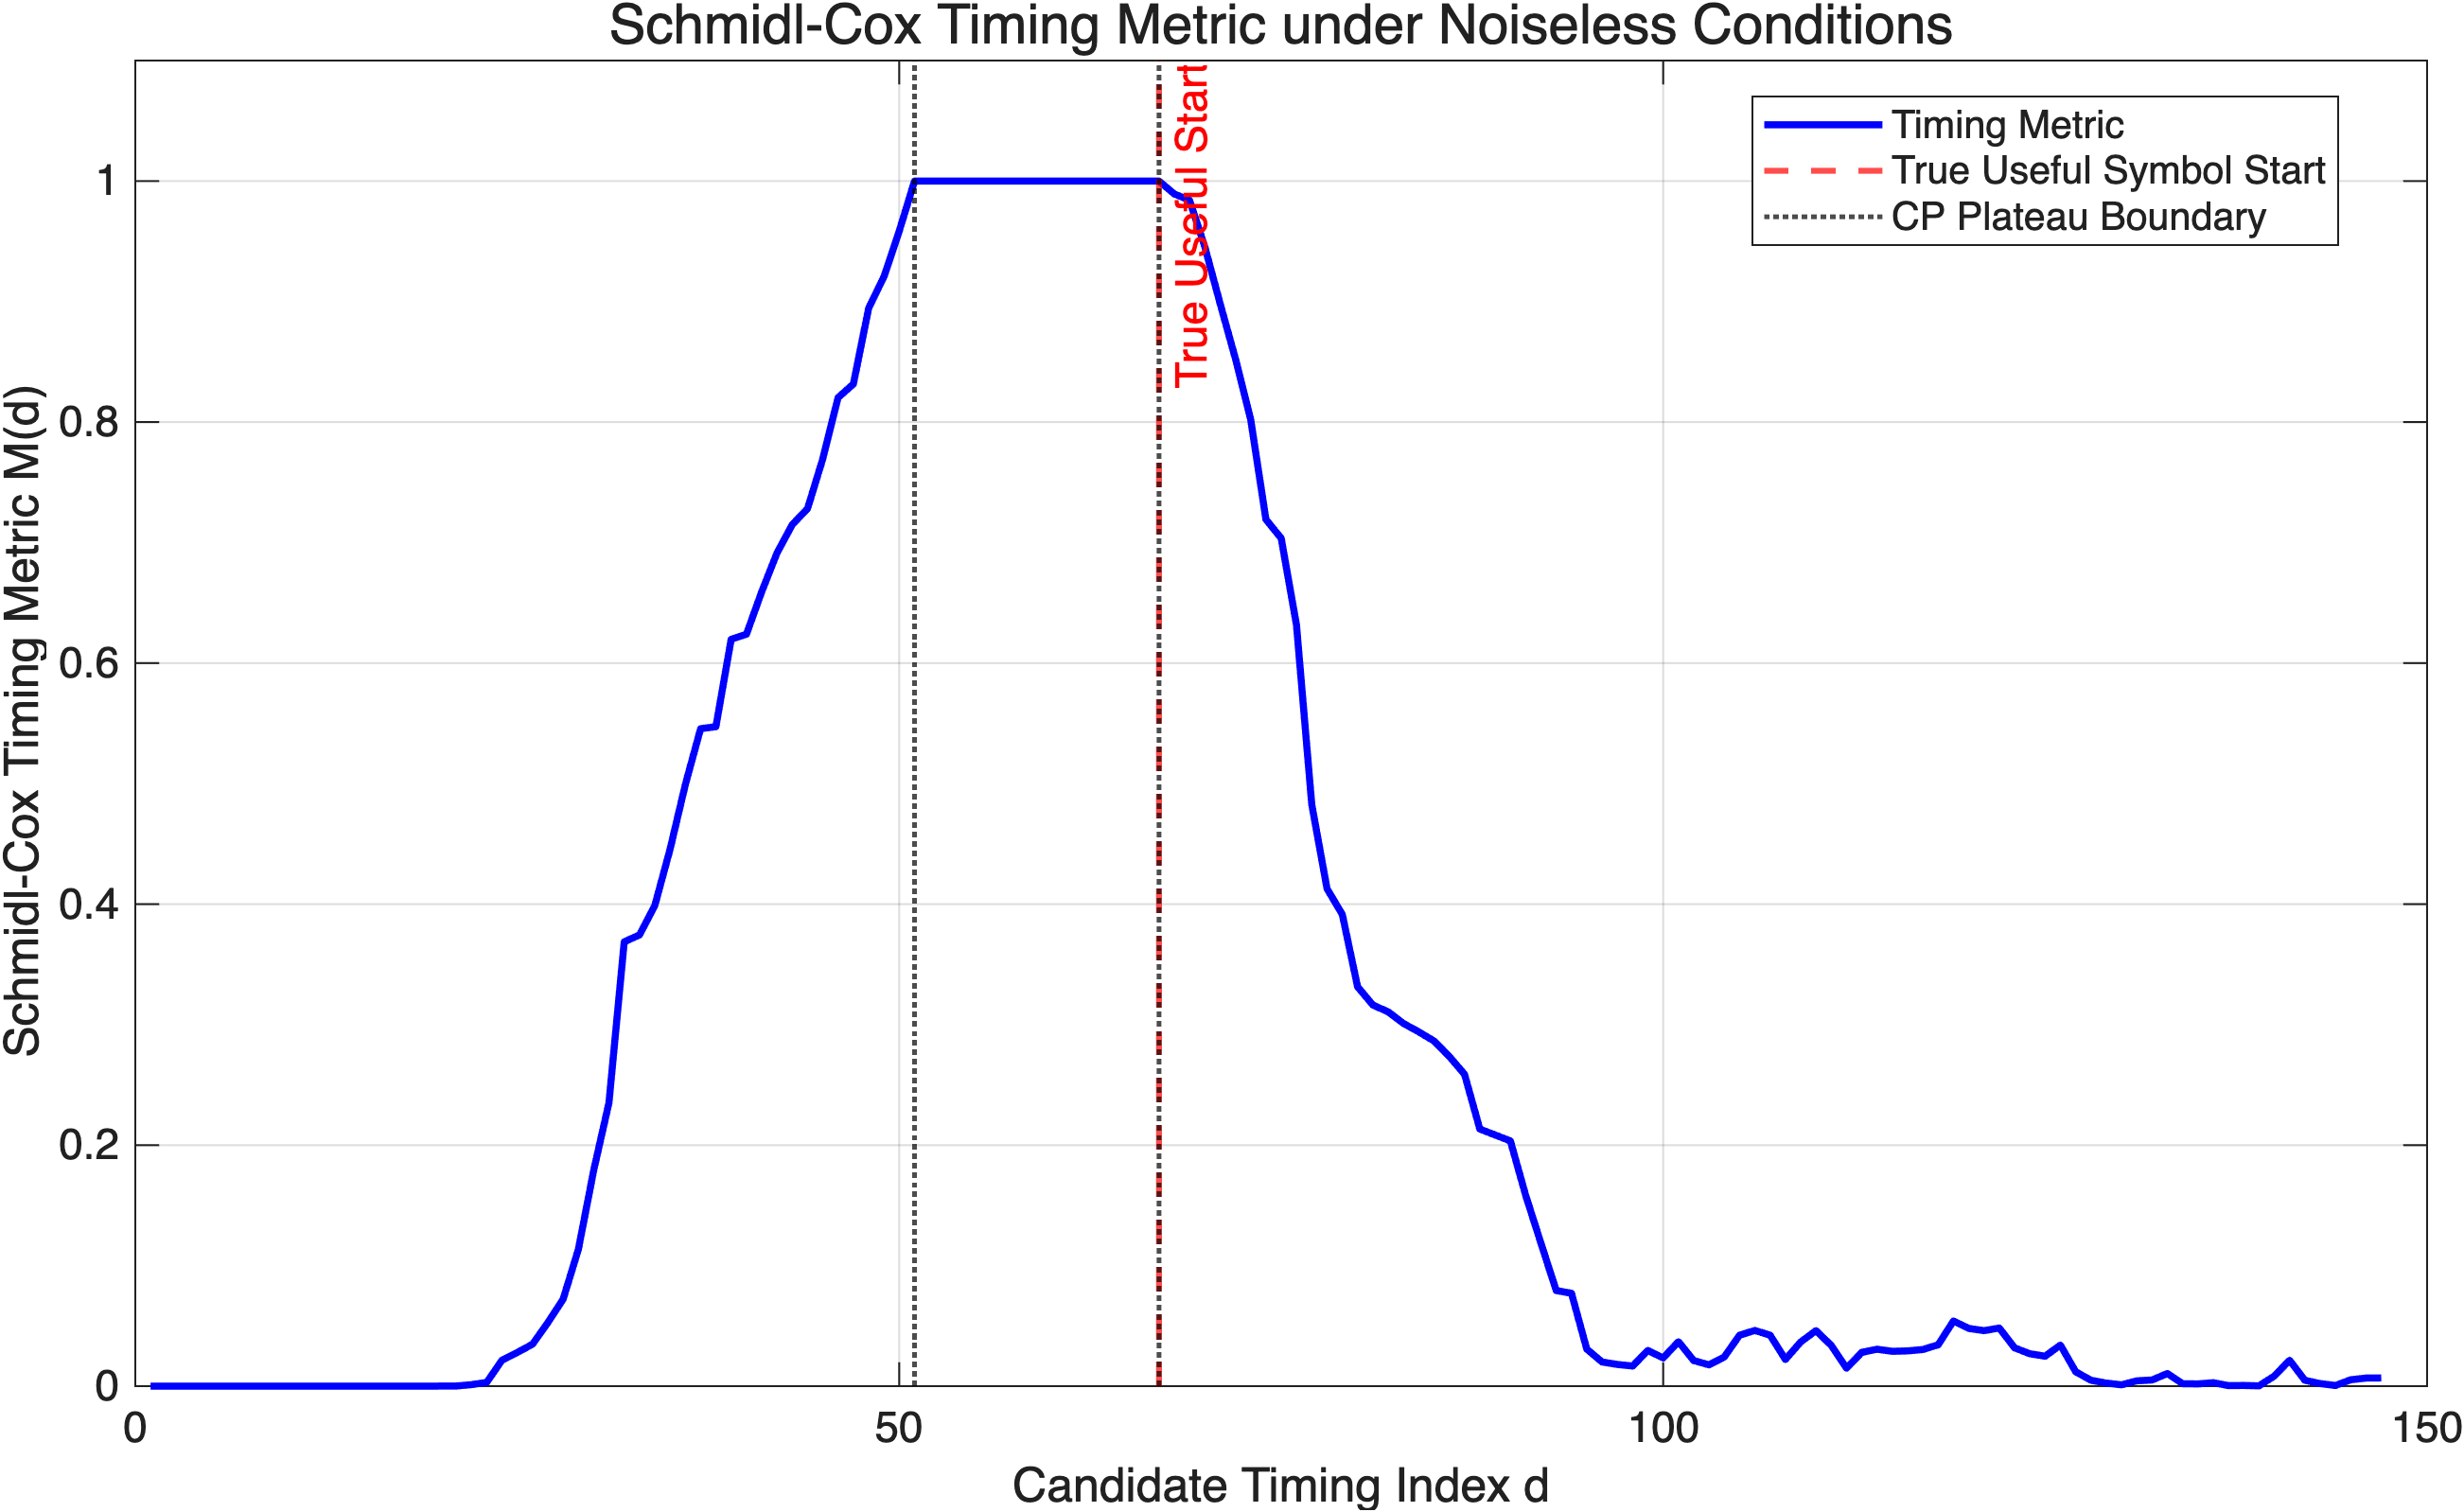 Schmidl-Cox Timing Metric under Noiseless Conditions
Timing Metric
True Useful Symbol Start
CP Plateau Boundary
True Useful Start
Schmidl-Cox Timing Metric M(d)
1
0.8
0.6
0.4
0.2
0
0
50
100
150
Candidate Timing Index d